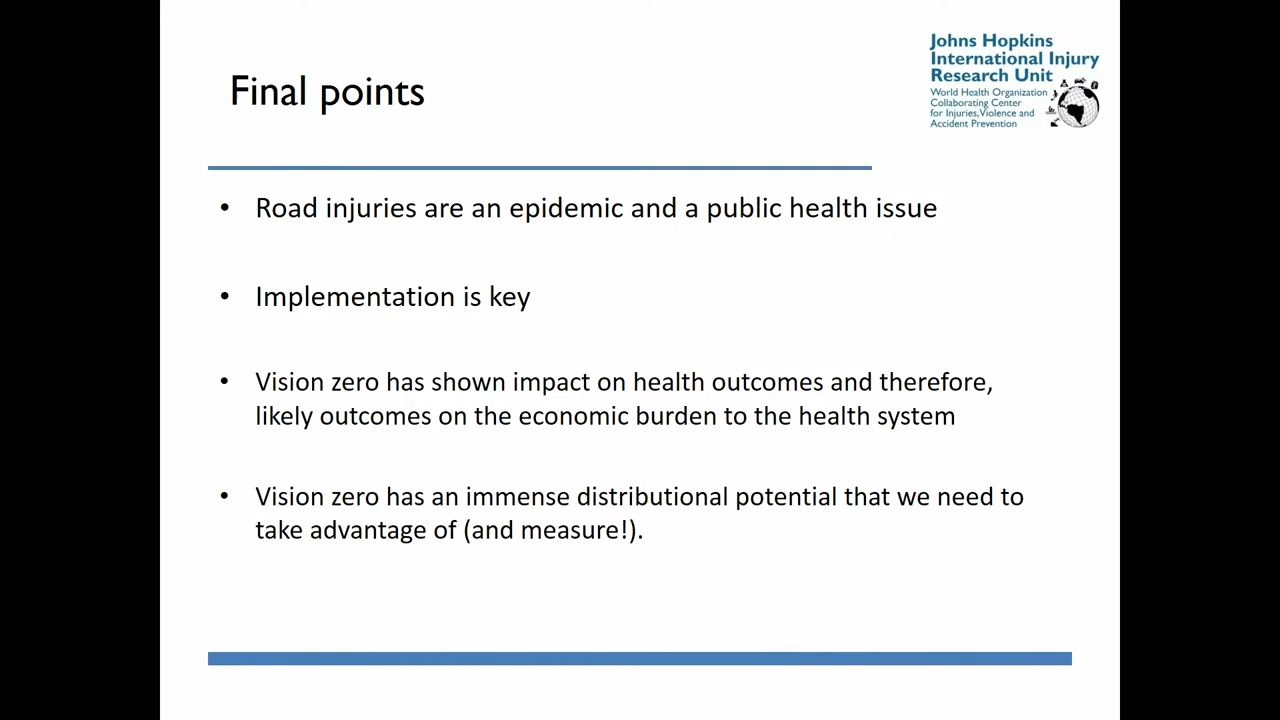 Final points
Johns Hopkins
International Injury
Research Unit
World Health Organization
Collaborating Center
for Injuries, Violence and
Accident Prevention
• Road injuries are an epidemic and a public health issue
• Implementation is key
• Vision zero has shown impact on health outcomes and therefore,
likely outcomes on the economic burden to the health system
• Vision zero has an immense distributional potential that we need to
take advantage of (and measure!).